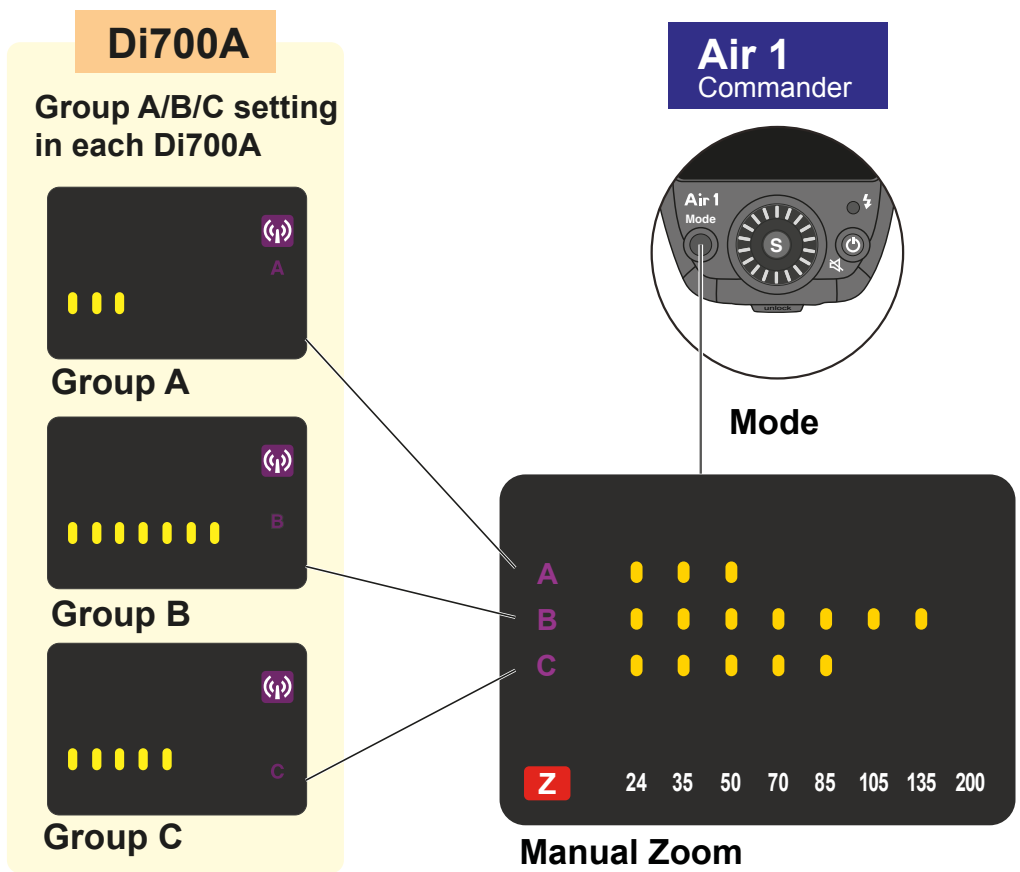 Di700A
Group A/B/C setting
in each Di700A
A
Group A
B
Group B
C
Group C
Air 1
Commander
Air 1
Mode
S
unlock
Mode
A
B
C
Z 24 35 50 70 85 105 135 200
Manual Zoom